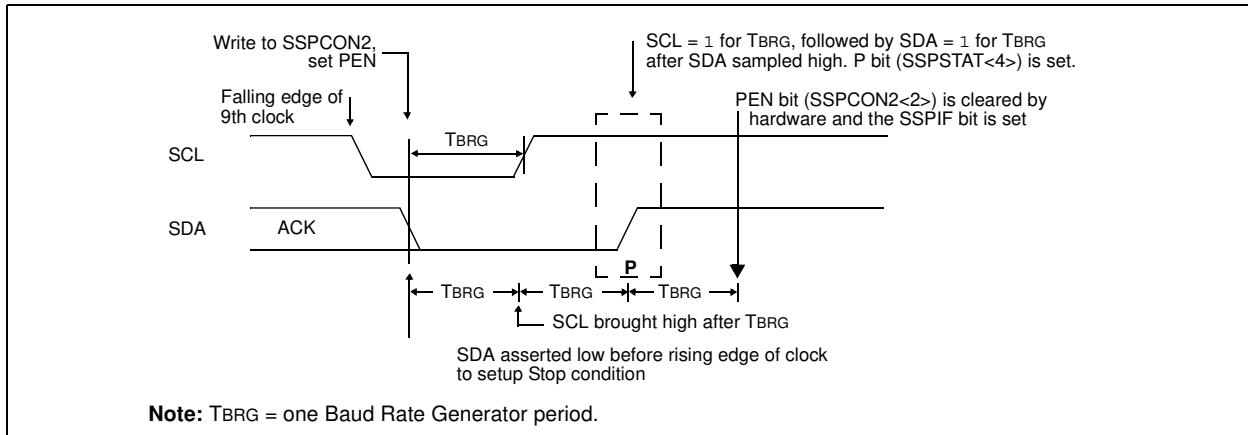 Write to SSPCON2,
set PEN
SCL = 1 for TBRG, followed by SDA = 1 for TBRG
after SDA sampled high. P bit (SSPSTAT<4>) is set.
Falling edge of
9th clock
PEN bit (SSPCON2<2>) is cleared by
hardware and the SSPIF bit is set
TBRG
SCL
SDA
ACK
P
TBRG
TBRG
TBRG
SCL brought high after TBRG
SDA asserted low before rising edge of clock
to setup Stop condition
Note: TBRG = one Baud Rate Generator period.